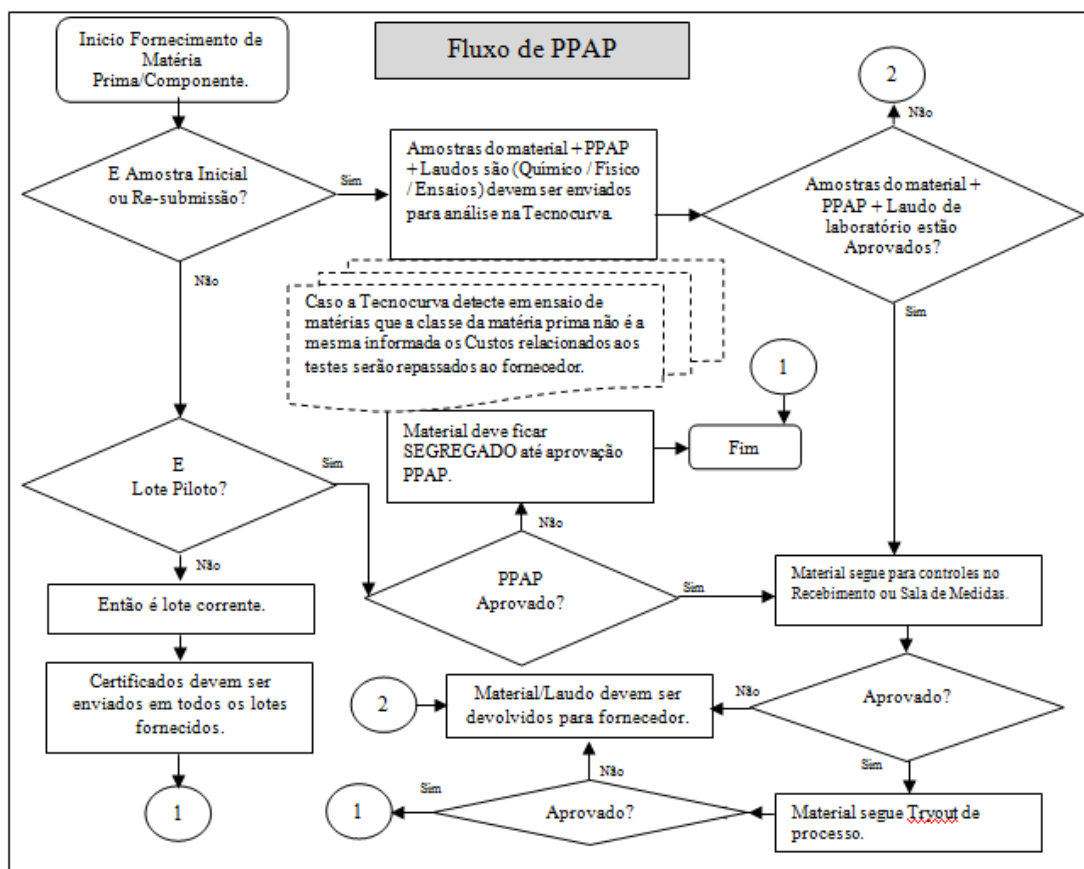 Inicio Fornecimento de
Matéria
Prima/Componente.
Fluxo de PPAP
2
Não
E Amostra Inicial
ou Re-submissão?
Sim
Amostras do material + PPAP
+ Laudos são (Químico / Fisico
/ Ensaios) devem ser enviados
para análise na Tecnocurva.
Amostras do material +
PPAP + Laudo de
laboratório estão
Aprovados?
Não
Sim
Caso a Tecnocurva detecte em ensaio de
matérias que a classe da matéria prima não é a
mesma informada os Custos relacionados aos
testes serão repassados ao fornecedor.
1
Material deve ficar
SEGREGADO até aprovação
PPAP.
Fim
E
Lote Piloto?
Sim
Não
Não
PPAP
Aprovado?
Sim
Material segue para controles no
Recebimento ou Sala de Medidas.
Então é lote corrente.
Certificados devem ser
enviados em todos os lotes
fornecidos.
2
Material/Laudo devem ser
devolvidos para fornecedor.
Não
Aprovado?
Sim
Não
1
1
Sim
Aprovado?
Material segue Tryout de
processo.